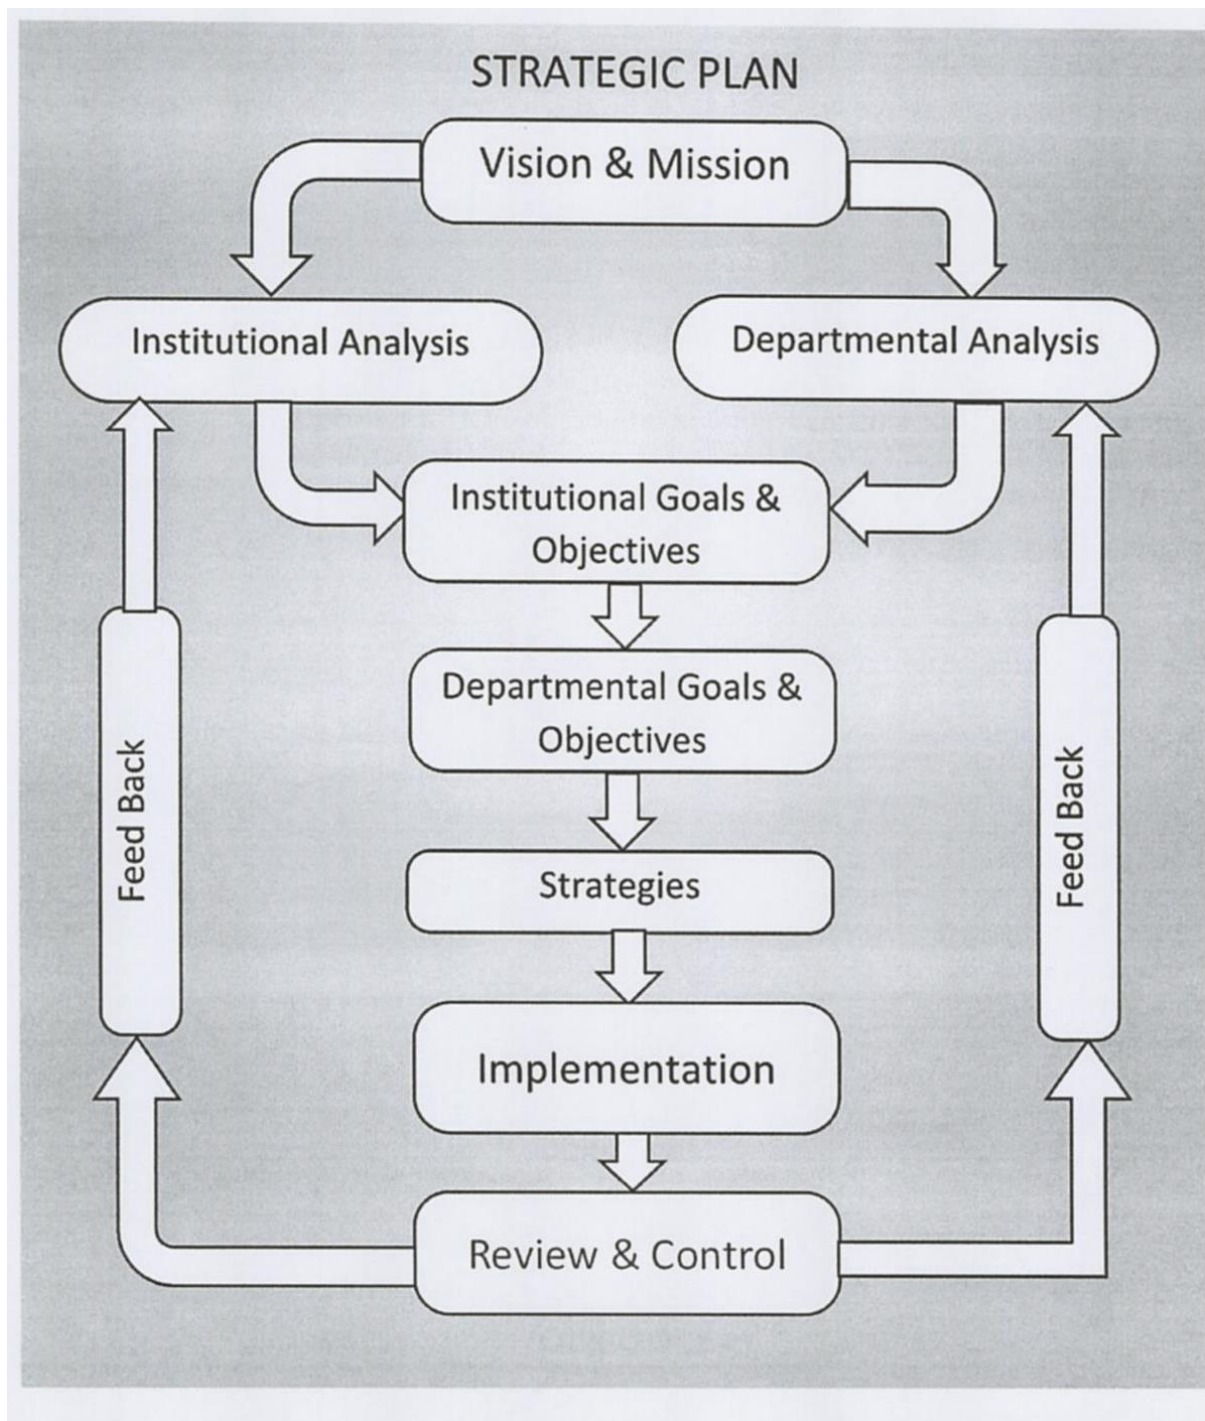 STRATEGIC PLAN
Vision & Mission
Institutional Analysis
Departmental Analysis
Institutional Goals &
Objectives
Departmental Goals &
Objectives
Feed Back
Feed Back
Strategies
Implementation
Review & Control